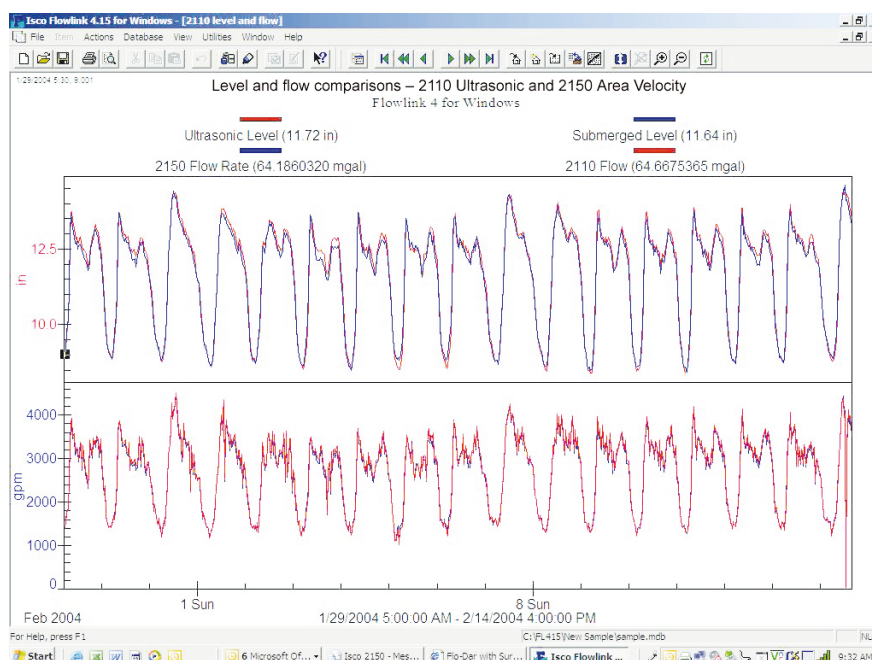 Isco Flowlink 4.15 for Windows - [2110 level and flow]
File Item Actions Database View Utilities Window Help
1/29/2004 5:30, 9.001
Level and flow comparisons – 2110 Ultrasonic and 2150 Area Velocity
Flowlink 4 for Windows
Ultrasonic Level (11.72 in) Submerged Level (11.64 in)
2150 Flow Rate (64.1860320 mgal) 2110 Flow (64.6675365 mgal)
12.5
in
10.0
4000
3000
gpm
2000
1000
0
1 Sun 8 Sun
Feb 2004 1/29/2004 5:00:00 AM - 2/14/2004 4:00:00 PM
For Help, press F1 C:\FL415\New Sample\sample.mdb NU
Start 6 Microsoft Of... Isco 2150 - Mes... Flo-Dar with Sur... Isco Flowlink ... 9:32 AM